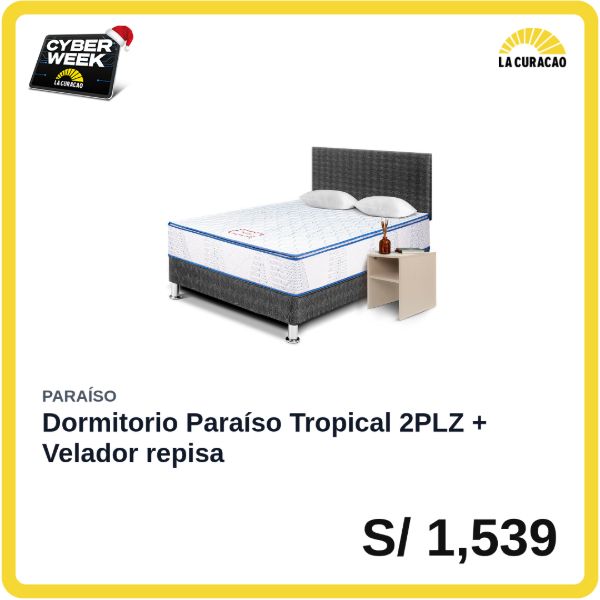 CYBER
WEEK
LA CURACAO
LA CURACAO
PARAÍSO
Dormitorio Paraíso Tropical 2PLZ +
Velador repisa
S/ 1,539